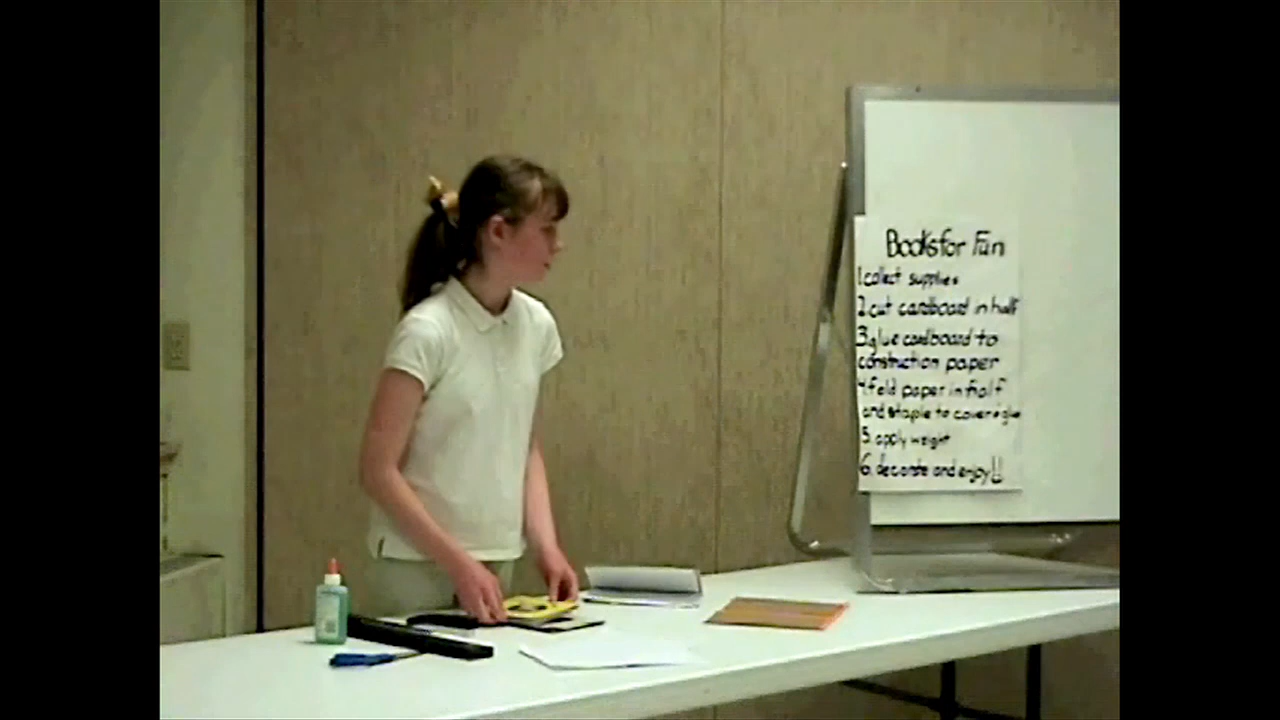 Books for Fun
1. collect supplies
2. cut cardboard in half
3. glue cardboard to
construction paper
4. fold paper in half
and staple to cover+glue
5. apply weight
6. decorate and enjoy!!